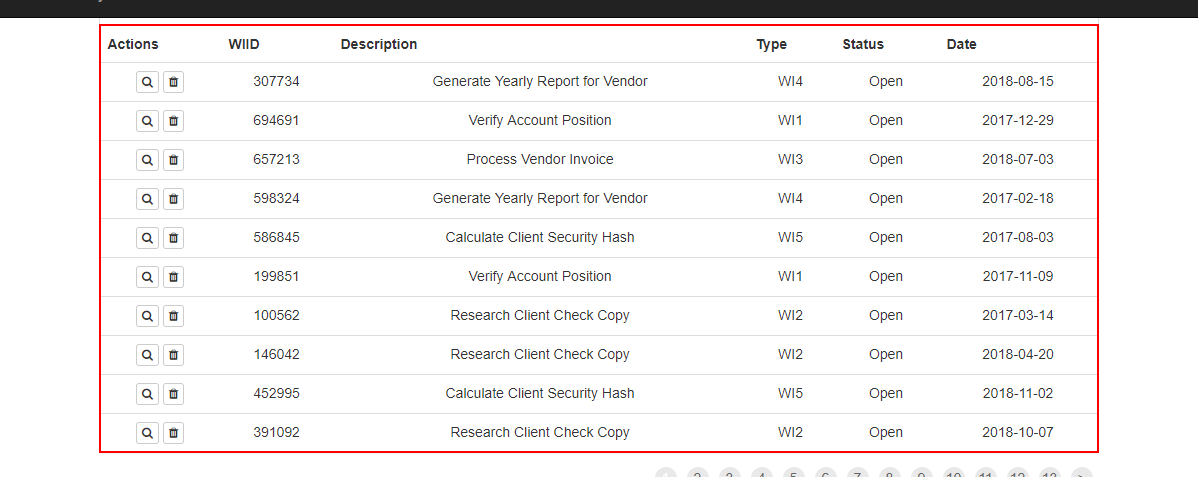 Actions WIID Description Type Status Date
307734 Generate Yearly Report for Vendor WI4 Open 2018-08-15
694691 Verify Account Position WI1 Open 2017-12-29
657213 Process Vendor Invoice WI3 Open 2018-07-03
598324 Generate Yearly Report for Vendor WI4 Open 2017-02-18
586845 Calculate Client Security Hash WI5 Open 2017-08-03
199851 Verify Account Position WI1 Open 2017-11-09
100562 Research Client Check Copy WI2 Open 2017-03-14
146042 Research Client Check Copy WI2 Open 2018-04-20
452995 Calculate Client Security Hash WI5 Open 2018-11-02
391092 Research Client Check Copy WI2 Open 2018-10-07
1 2 3 4 5 6 7 8 9 10 11 12 13 >